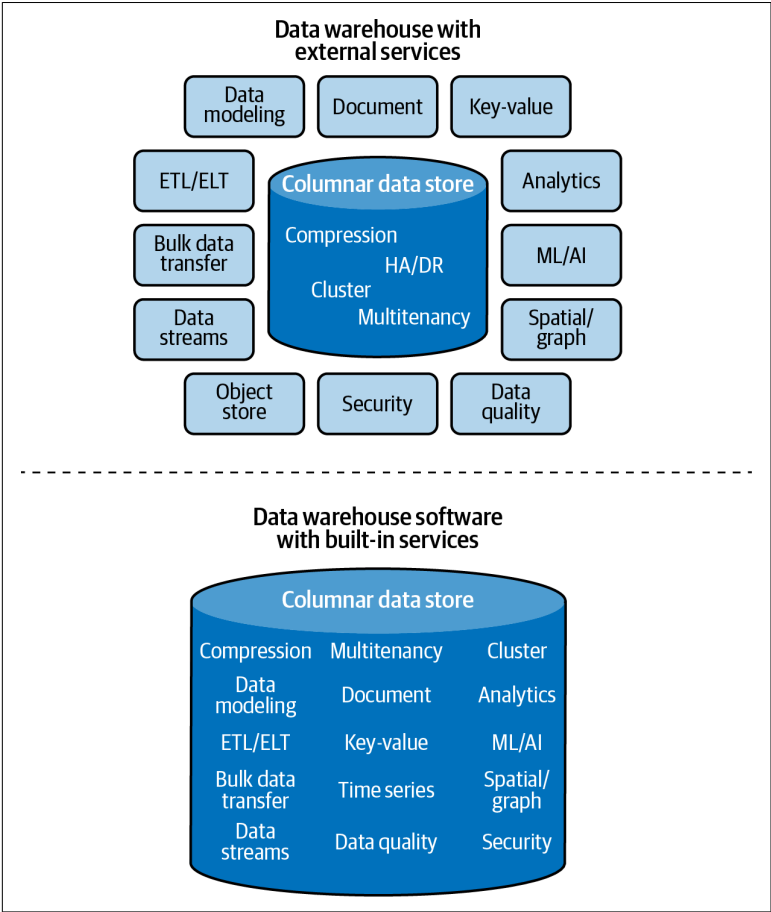 Data warehouse with
external services
Data
modeling
Document
Key-value
ETL/ELT
Columnar data store
Analytics
Compression
Bulk data
transfer
HA/DR
ML/AI
Cluster
Data
streams
Multitenancy
Spatial/
graph
Object
store
Security
Data
quality
Data warehouse software
with built-in services
Columnar data store
Compression
Multitenancy
Cluster
Data
modeling
Document
Analytics
ETL/ELT
Key-value
ML/AI
Bulk data
transfer
Time series
Spatial/
graph
Data
streams
Data quality
Security